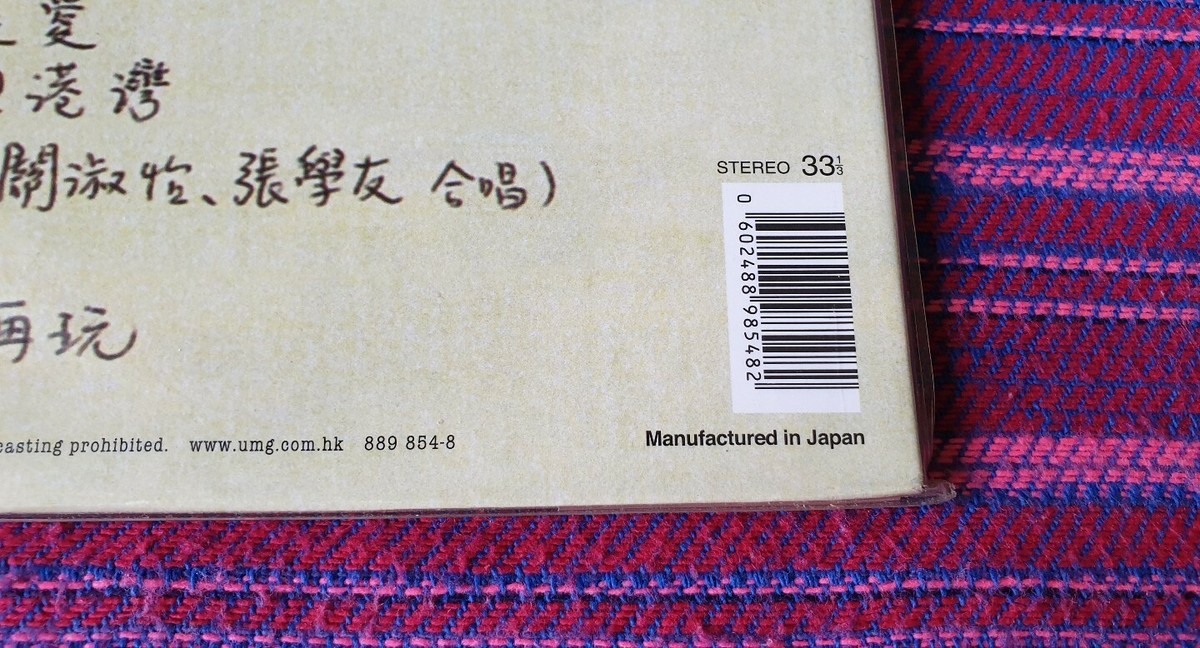 愛
港灣
關淑怡、張學友 合唱)
STEREO 33⅓
0 602488 985482
再玩
casting prohibited. www.umg.com.hk 889 854-8
Manufactured in Japan